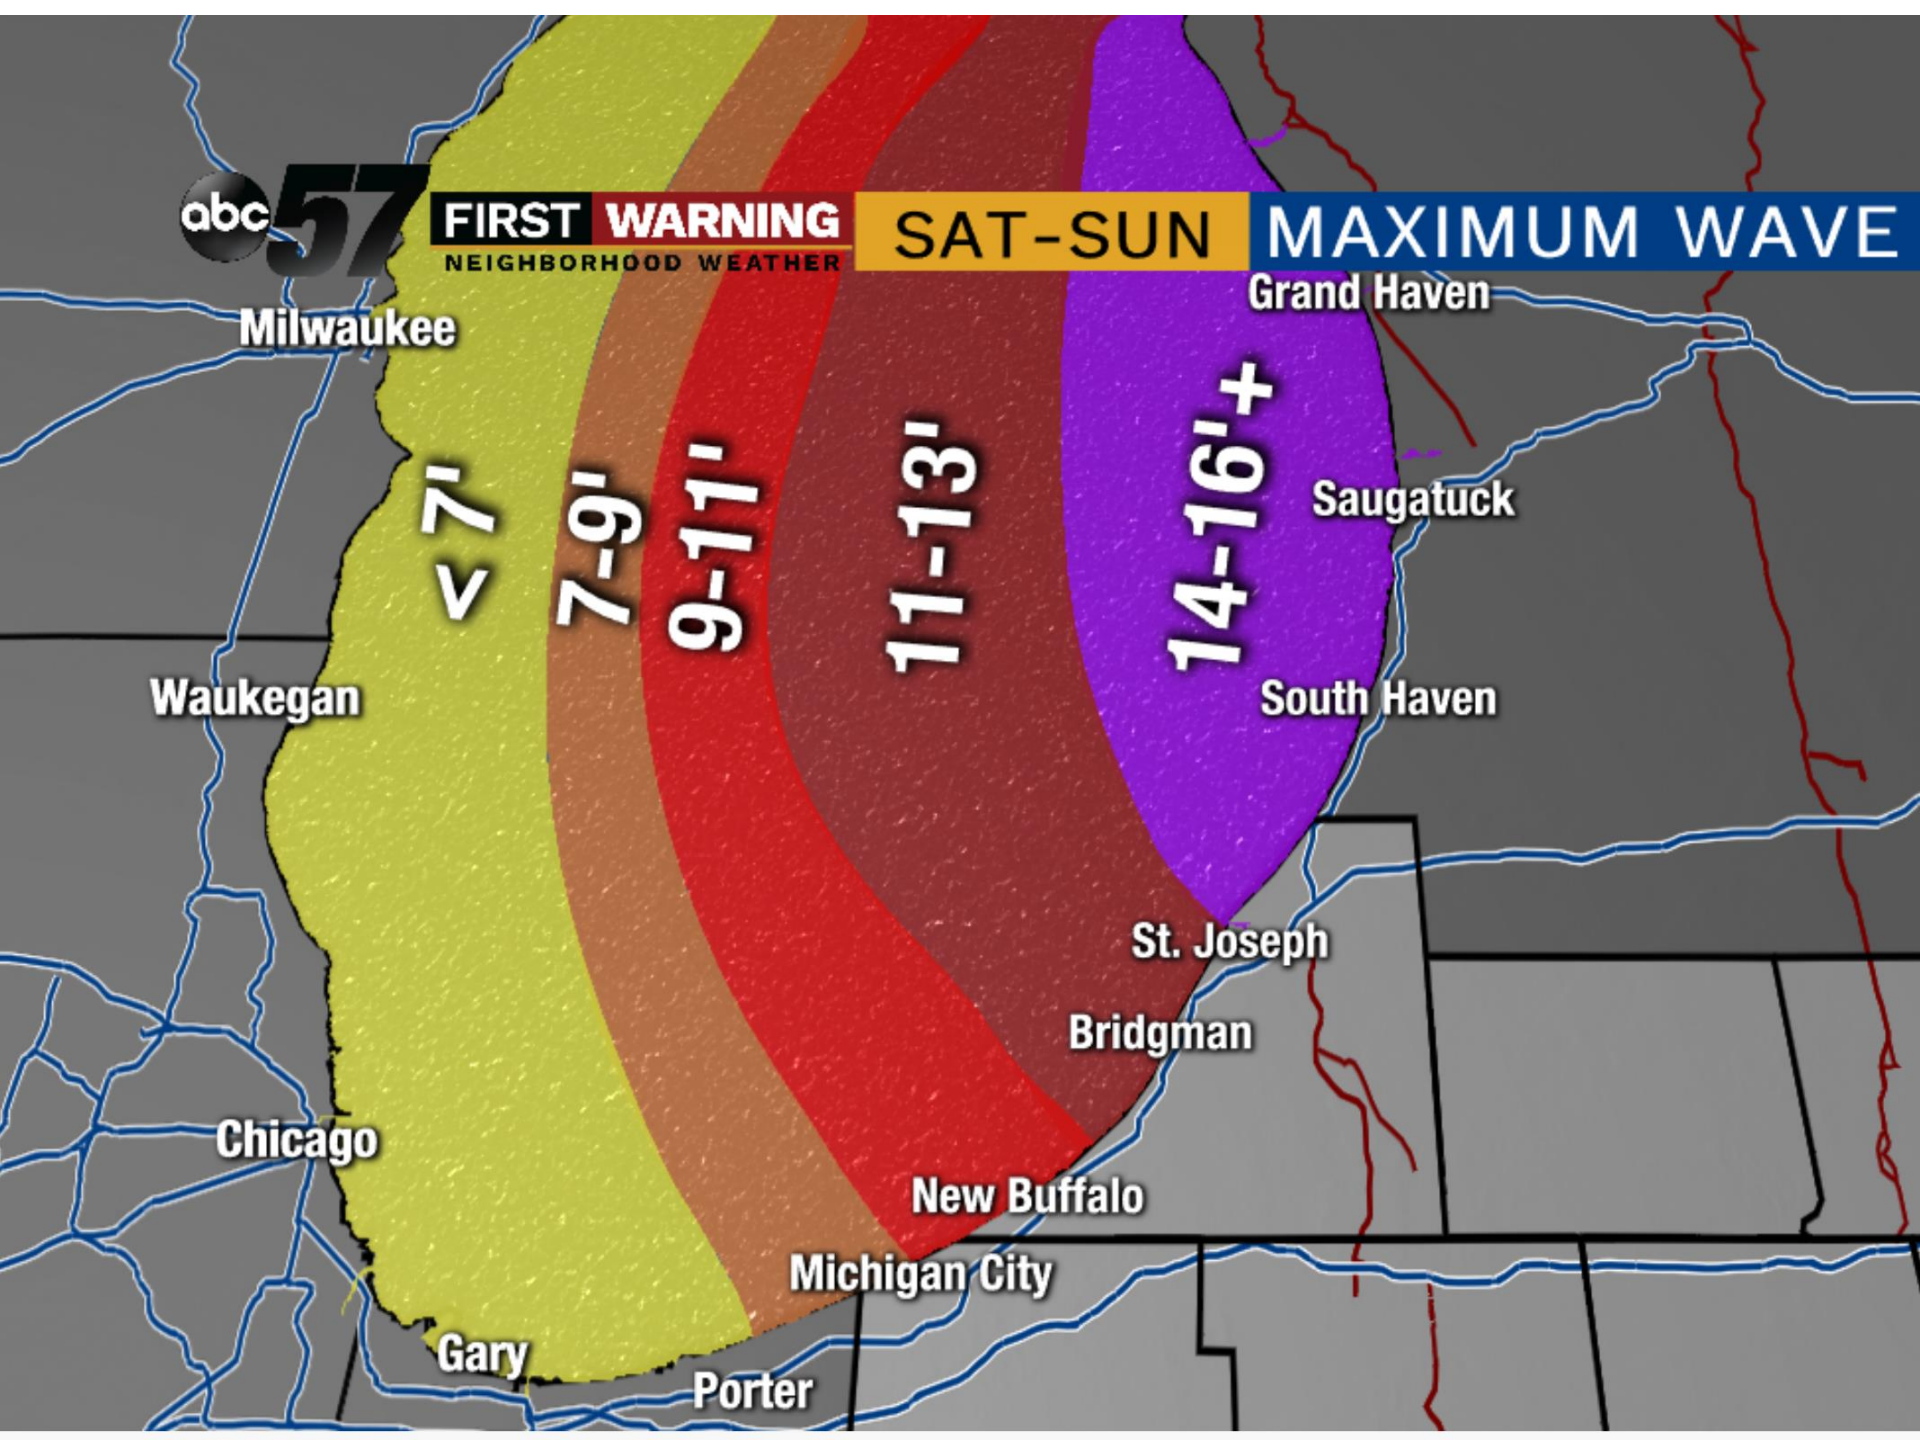 abc 57 FIRST WARNING SAT-SUN MAXIMUM WAVE
NEIGHBORHOOD WEATHER
Grand Haven
Milwaukee
< 7'
7-9'
9-11'
11-13'
14-16'+
Saugatuck
Waukegan
South Haven
St. Joseph
Bridgman
Chicago
New Buffalo
Michigan City
Gary
Porter